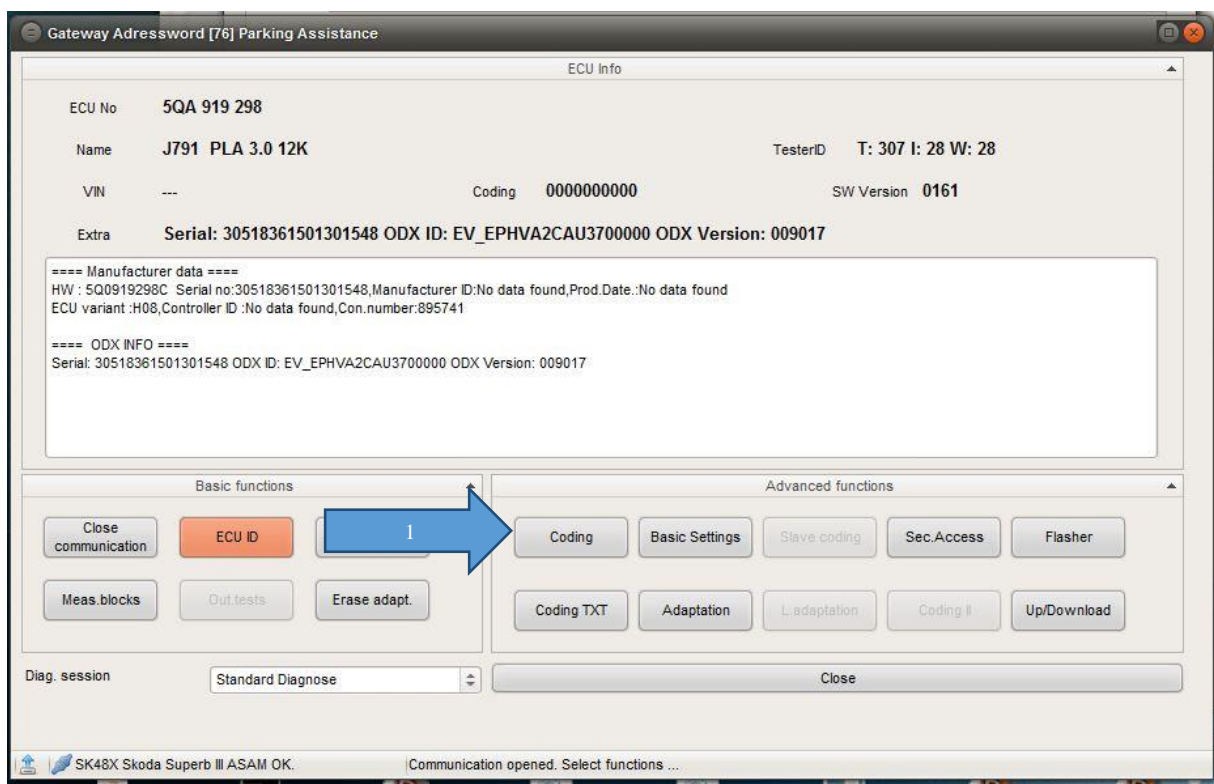 Gateway Adressword [76] Parking Assistance
ECU Info
ECU No 5QA 919 298
Name J791 PLA 3.0 12K TesterID T: 307 I: 28 W: 28
VIN --- Coding 0000000000 SW Version 0161
Extra Serial: 30518361501301548 ODX ID: EV_EPHVA2CAU3700000 ODX Version: 009017
==== Manufacturer data ====
HW : 5Q0919298C Serial no:30518361501301548,Manufacturer ID:No data found,Prod.Date.:No data found
ECU variant :H08,Controller ID :No data found,Con.number:895741
==== ODX INFO ====
Serial: 30518361501301548 ODX ID: EV_EPHVA2CAU3700000 ODX Version: 009017
Basic functions Advanced functions
Close communication ECU ID 1 Coding Basic Settings Slave coding Sec.Access Flasher
Meas.blocks Out.tests Erase adapt. Coding TXT Adaptation L.adaptation Coding II Up/Download
Diag. session Standard Diagnose Close
SK48X Skoda Superb III ASAM OK. Communication opened. Select functions ...